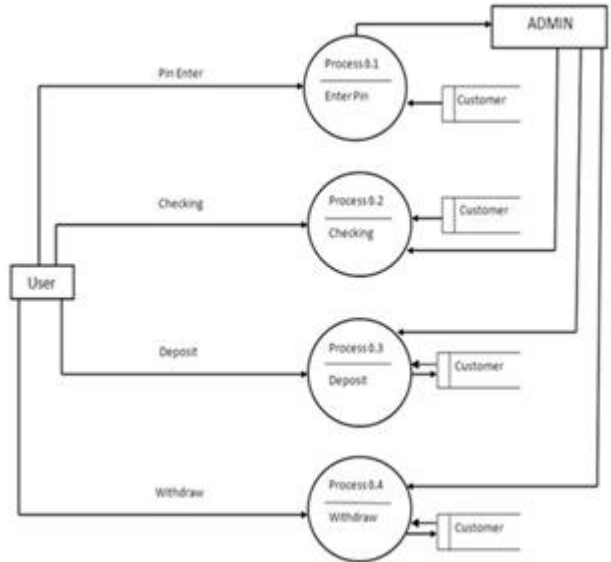 ADMIN
Process 0.1
Pin Enter
Enter Pin
Customer
Checking
Process 0.2
Customer
Checking
User
Process 0.3
Deposit
Customer
Deposit
Process 0.4
Withdraw
Withdraw
Customer